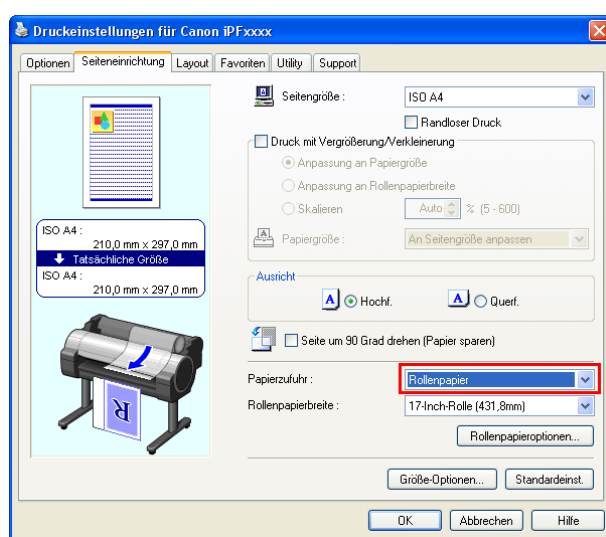 Druckeinstellungen für Canon iPFxxxx
Optionen Seiteneinrichtung Layout Favoriten Utility Support
Seitengröße : ISO A4
Randloser Druck
Druck mit Vergrößerung/Verkleinerung
Anpassung an Papiergröße
Anpassung an Rollenpapierbreite
Skalieren Auto % (5 - 600)
Papiergröße : An Seitengröße anpassen
ISO A4 :
210,0 mm x 297,0 mm
Tatsächliche Größe
ISO A4 :
210,0 mm x 297,0 mm
Ausricht
A Hochf. A Querf.
Seite um 90 Grad drehen (Papier sparen)
Papierzufuhr : Rollenpapier
Rollenpapierbreite : 17-Inch-Rolle (431,8mm)
Rollenpapieroptionen...
R
Größe-Optionen... Standardeinst.
OK Abbrechen Hilfe